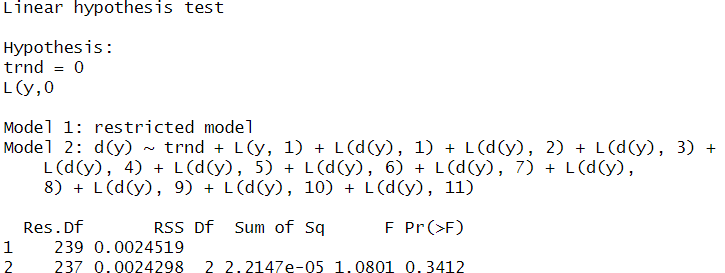 Linear hypothesis test
Hypothesis:
trnd = 0
L(y,0
Model 1: restricted model
Model 2: d(y) ~ trnd + L(y, 1) + L(d(y), 1) + L(d(y), 2) + L(d(y), 3) +
L(d(y), 4) + L(d(y), 5) + L(d(y), 6) + L(d(y), 7) + L(d(y),
8) + L(d(y), 9) + L(d(y), 10) + L(d(y), 11)
Res.Df RSS Df Sum of Sq F Pr(>F)
1 239 0.0024519
2 237 0.0024298 2 2.2147e-05 1.0801 0.3412